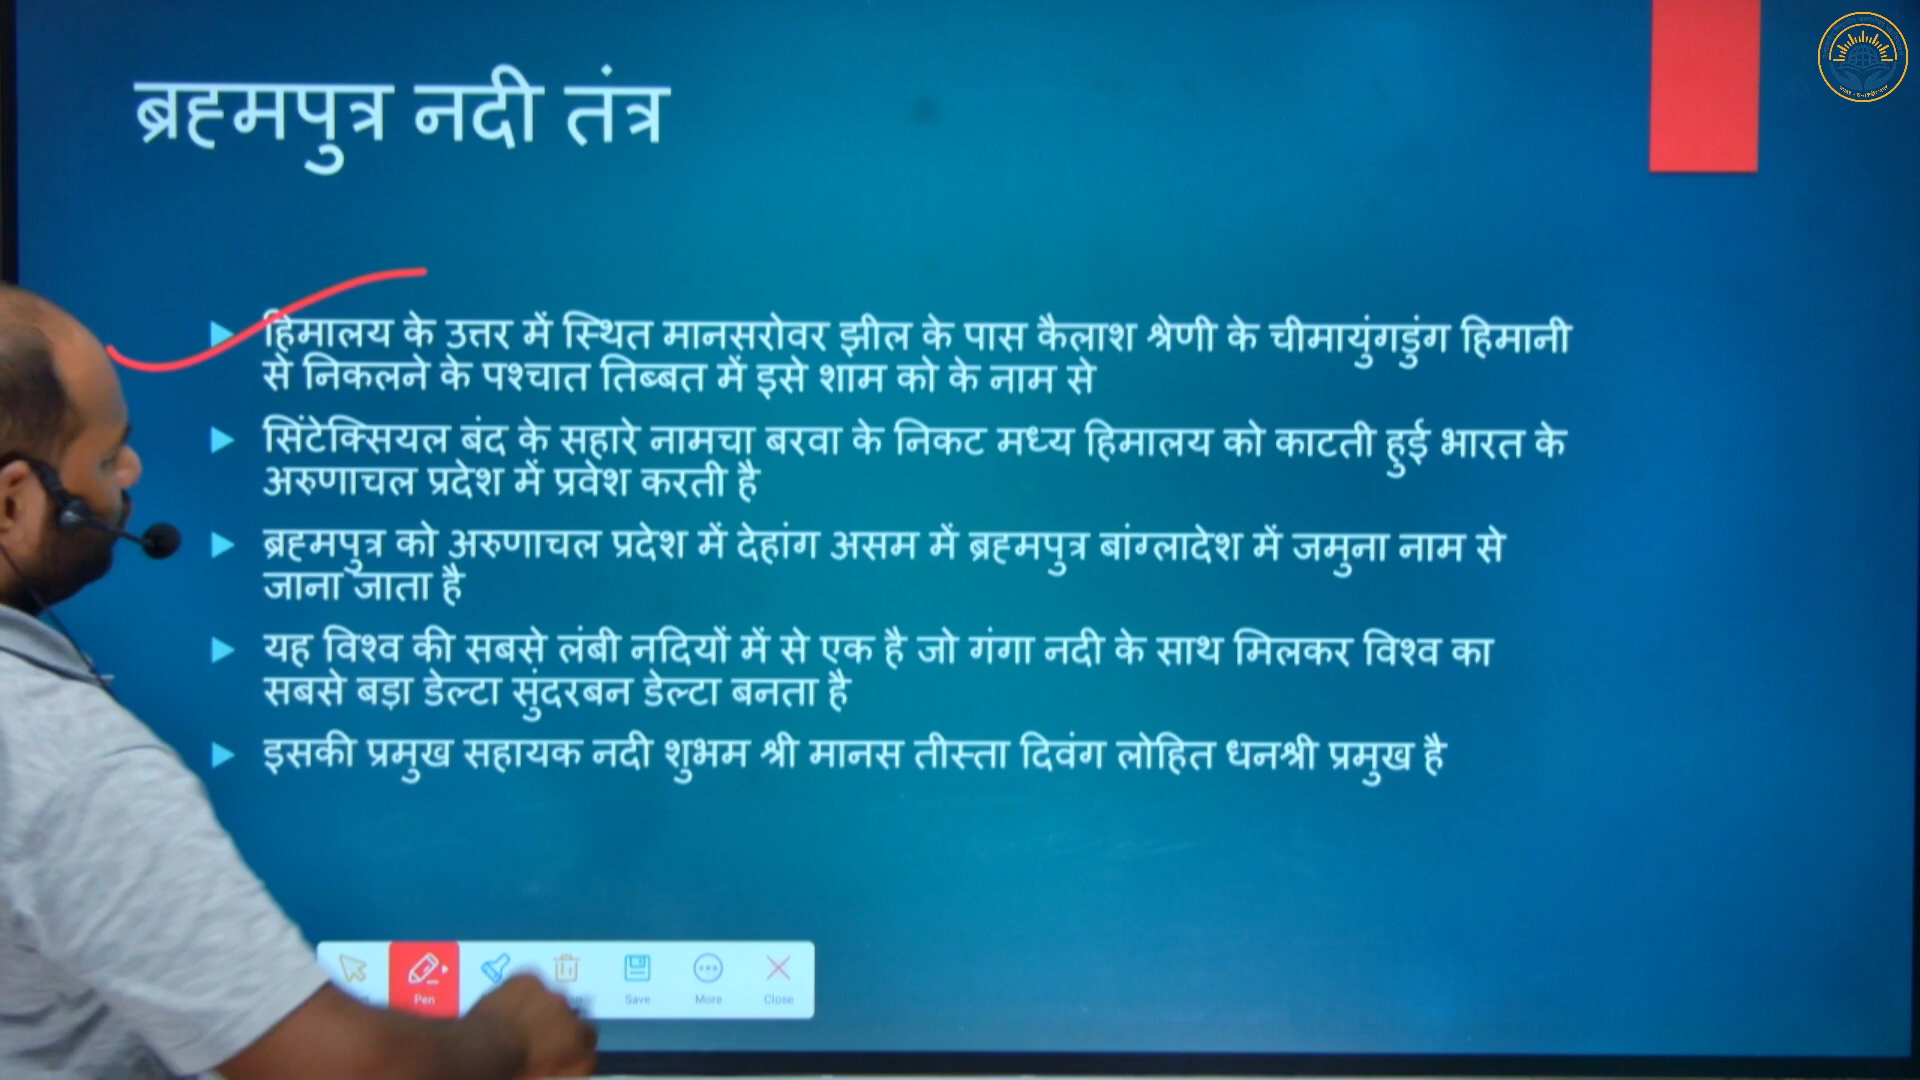 ब्रह्मपुत्र नदी तंत्र
हिमालय के उत्तर में स्थित मानसरोवर झील के पास कैलाश श्रेणी के चीमायुंगडुंग हिमानी
से निकलने के पश्चात तिब्बत में इसे शाम को के नाम से
सिंटेक्सियल बंद के सहारे नामचा बरवा के निकट मध्य हिमालय को काटती हुई भारत के
अरुणाचल प्रदेश में प्रवेश करती है
ब्रह्मपुत्र को अरुणाचल प्रदेश में देहांग असम में ब्रह्मपुत्र बांग्लादेश में जमुना नाम से
जाना जाता है
यह विश्व की सबसे लंबी नदियों में से एक है जो गंगा नदी के साथ मिलकर विश्व का
सबसे बड़ा डेल्टा सुंदरबन डेल्टा बनता है
इसकी प्रमुख सहायक नदी शुभम श्री मानस तीस्ता दिवंग लोहित धनश्री प्रमुख है
Pen Save More Close